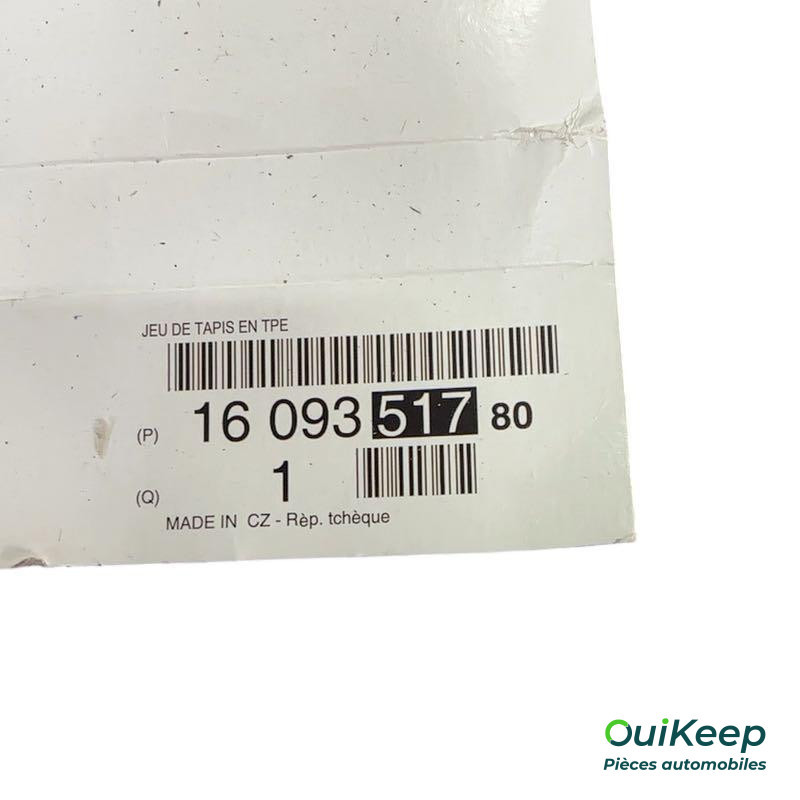 JEU DE TAPIS EN TPE
(P) 16 093 517 80
(Q) 1
MADE IN CZ - Rèp. tchèque
OuiKeep
Pièces automobiles